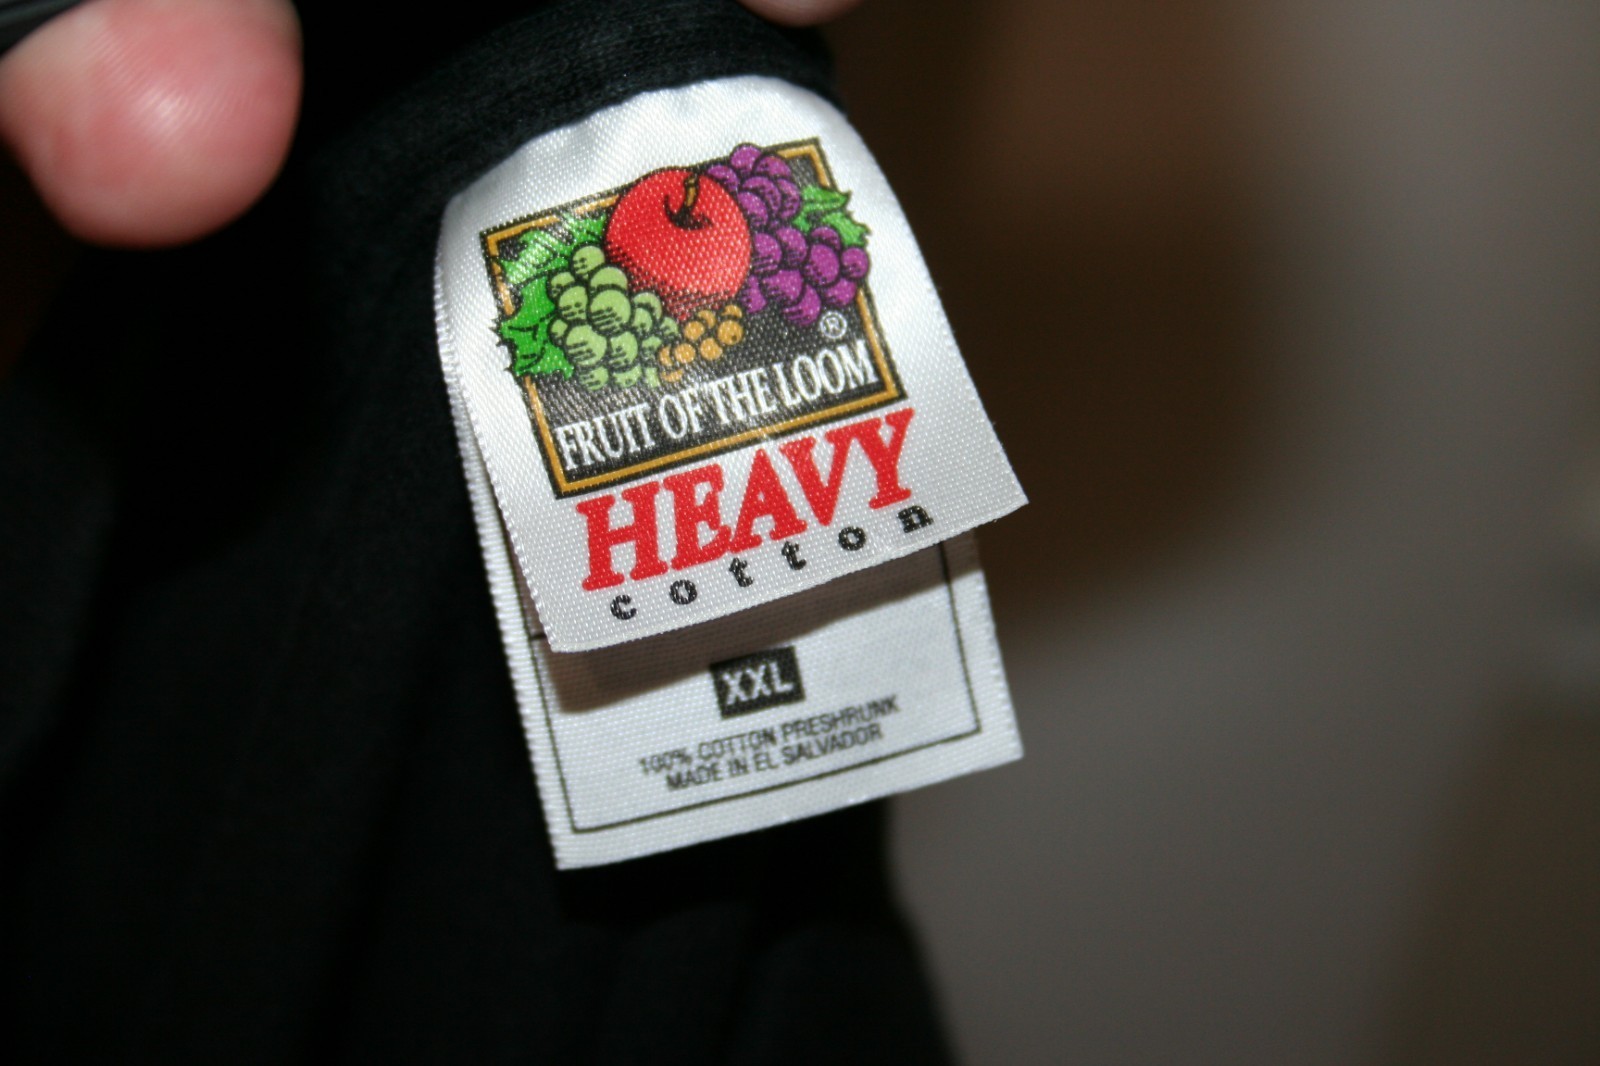 ®
FRUIT OF THE LOOM
HEAVY
cotton
XXL
100% COTTON PRESHRUNK
MADE IN EL SALVADOR